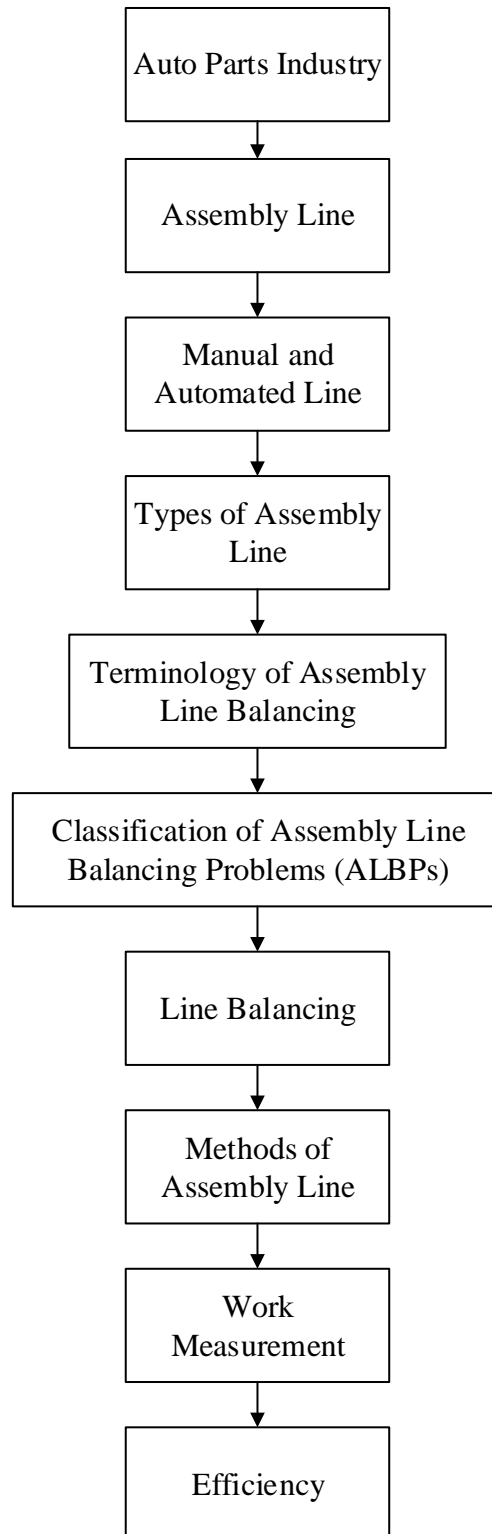 Auto Parts Industry
Assembly Line
Manual and
Automated Line
Types of Assembly
Line
Terminology of Assembly
Line Balancing
Classification of Assembly Line
Balancing Problems (ALBPs)
Line Balancing
Methods of
Assembly Line
Work
Measurement
Efficiency